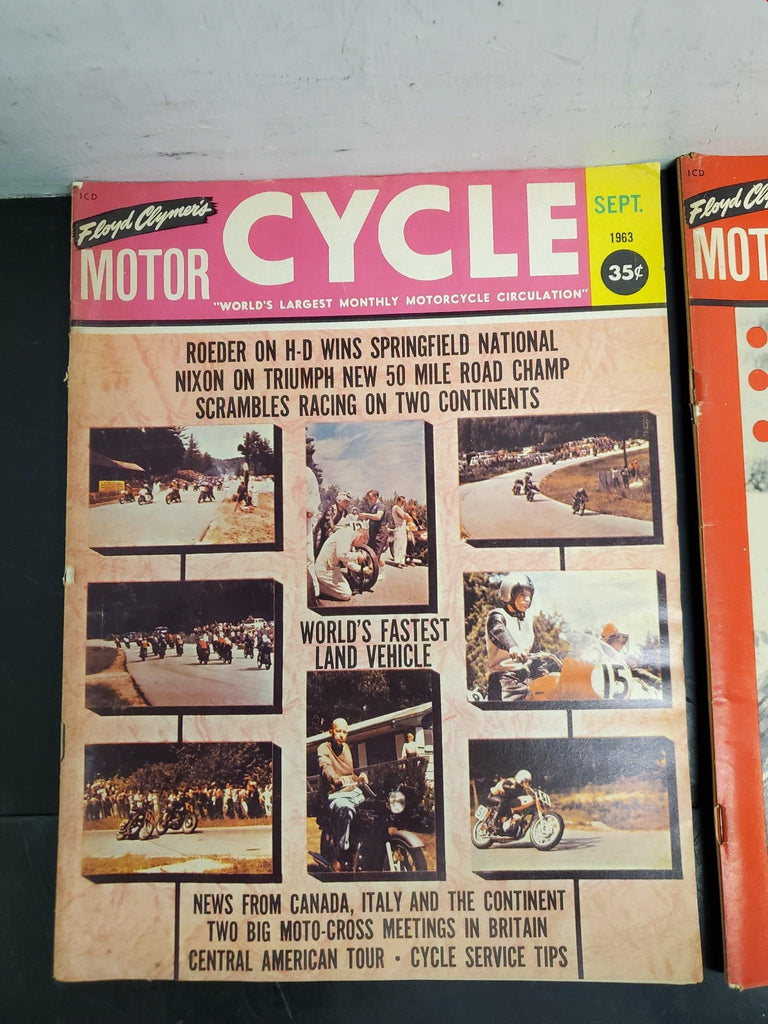 ICD
Floyd Clymer's
MOTOR CYCLE
SEPT.
1963
35¢
"WORLD'S LARGEST MONTHLY MOTORCYCLE CIRCULATION"
ROEDER ON H-D WINS SPRINGFIELD NATIONAL
NIXON ON TRIUMPH NEW 50 MILE ROAD CHAMP
SCRAMBLES RACING ON TWO CONTINENTS
WORLD'S FASTEST
LAND VEHICLE
15
NEWS FROM CANADA, ITALY AND THE CONTINENT
TWO BIG MOTO-CROSS MEETINGS IN BRITAIN
CENTRAL AMERICAN TOUR • CYCLE SERVICE TIPS
ICD
Floyd Cly
MOT